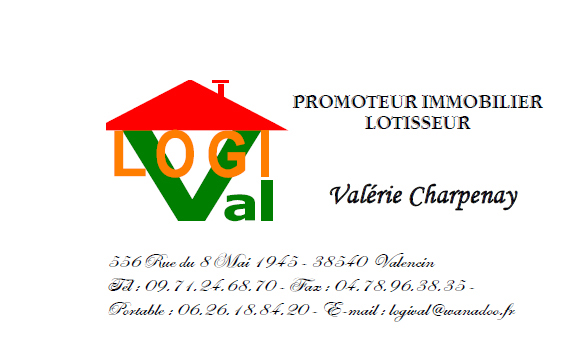 PROMOTEUR IMMOBILIER
LOTISSEUR
LOGI
Val
Valérie Charpenay
556 Rue du 8 Mai 1945 - 38540 Valencin
Tél : 09.71.24.68.70 - Fax : 04.78.96.38.35 -
Portable : 06.26.18.84.20 - E-mail : logival@wanadoo.fr